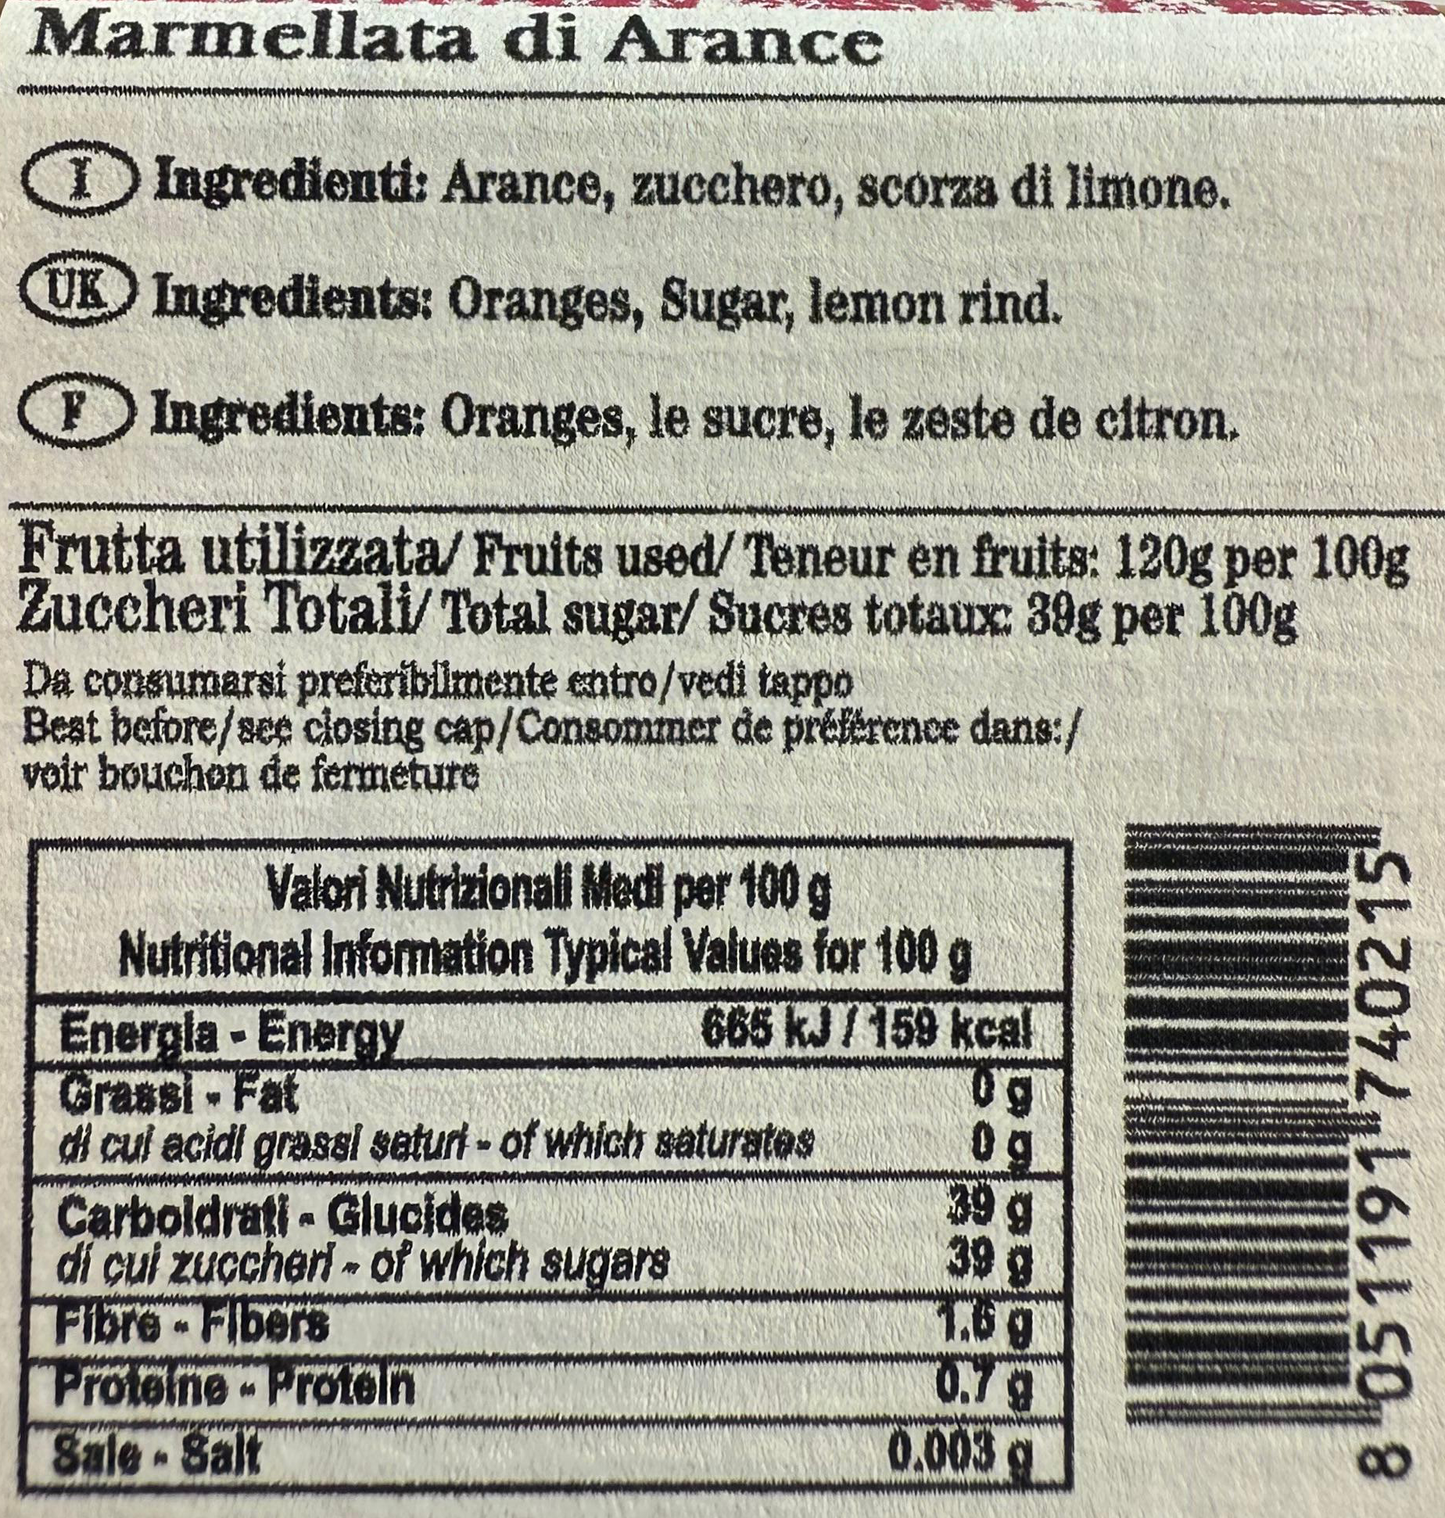 Marmellata di Arance
I Ingredienti: Arance, zucchero, scorza di limone.
UK Ingredients: Oranges, Sugar, lemon rind.
F Ingredients: Oranges, le sucre, le zeste de citron.
Frutta utilizzata/ Fruits used/ Teneur en fruits: 120g per 100g
Zuccheri Totali/ Total sugar/ Sucres totaux: 39g per 100g
Da consumarsi preferibilmente entro/vedi tappo
Best before/see closing cap/Consommer de préférence dans:/
voir bouchon de fermeture
Valori Nutrizionali Medi per 100 g
Nutritional Information Typical Values for 100 g
Energia - Energy 665 kJ / 159 kcal
Grassi - Fat 0 g
di cui acidi grassi saturi - of which saturates 0 g
Carboidrati - Glucides 39 g
di cui zuccheri - of which sugars 39 g
Fibre - Fibers 1.6 g
Proteine - Protein 0.7 g
Sale - Salt 0.003 g
8 051191 740215